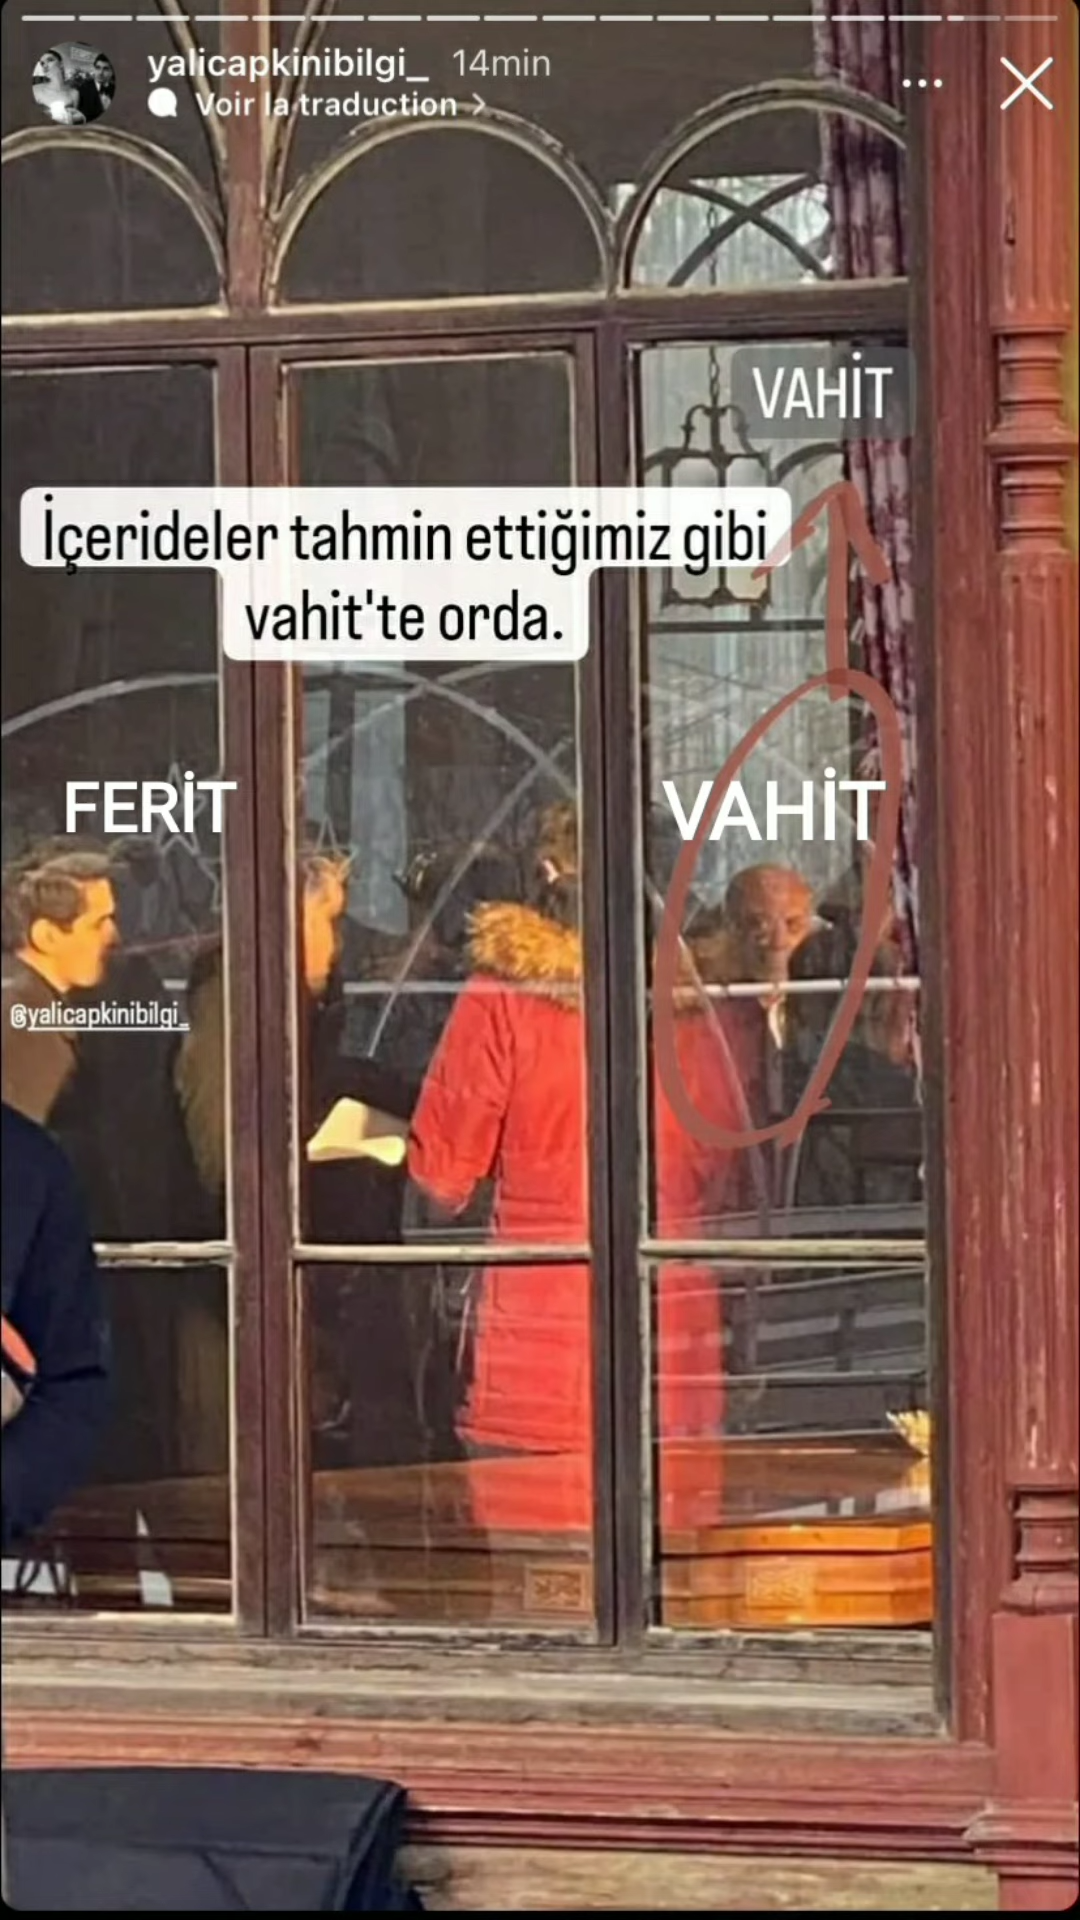 yalicapkinibilgi_ 14min
Voir la traduction >
VAHİT
İçerideler tahmin ettiğimiz gibi
vahit'te orda.
FERİT
VAHİT
@yalicapkinibilgi_